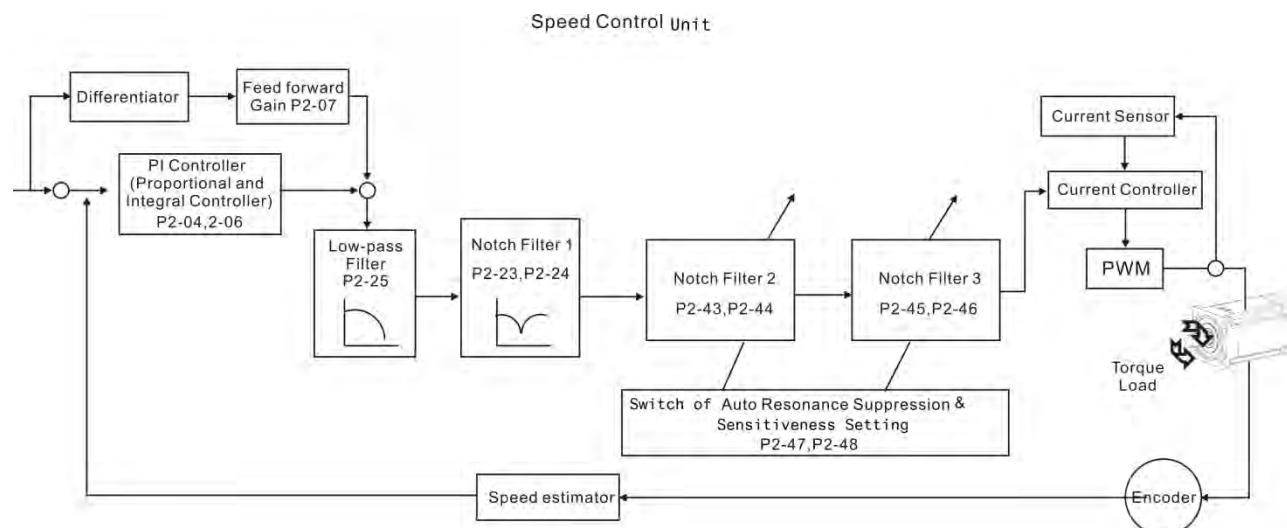 Speed Control Unit
Differentiator
Feed forward
Gain P2-07
PI Controller
(Proportional and
Integral Controller)
P2-04,2-06
Low-pass
Filter
P2-25
Notch Filter 1
P2-23,P2-24
Notch Filter 2
P2-43,P2-44
Notch Filter 3
P2-45,P2-46
Current Sensor
Current Controller
PWM
Torque
Load
Switch of Auto Resonance Suppression &
Sensitiveness Setting
P2-47,P2-48
Speed estimator
Encoder